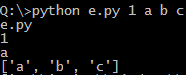 Q:\>python e.py 1 a b c
e.py
1
a
['a', 'b', 'c']